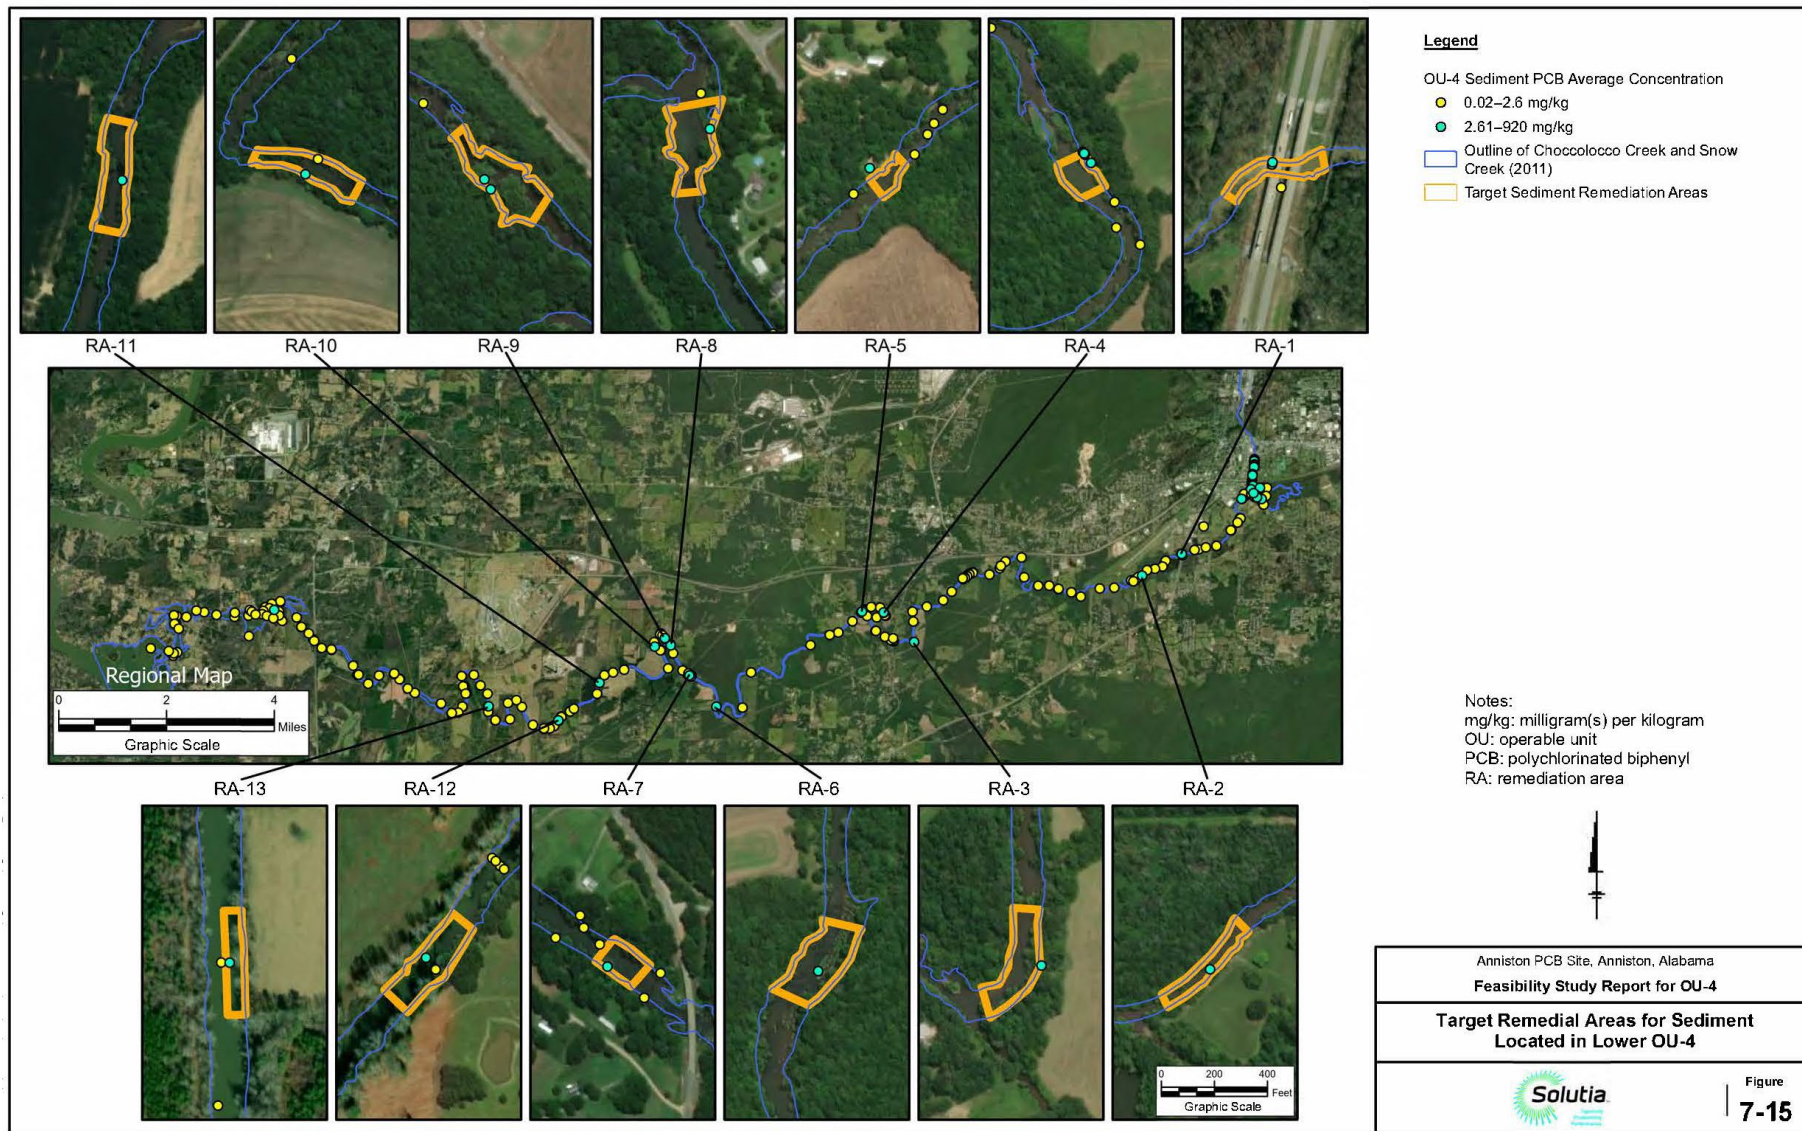 Legend
OU-4 Sediment PCB Average Concentration
0.02–2.6 mg/kg
2.61–920 mg/kg
Outline of Choccolocco Creek and Snow
Creek (2011)
Target Sediment Remediation Areas
RA-11
RA-10
RA-9
RA-8
RA-5
RA-4
RA-1
Regional Map
0 2 4
Miles
Graphic Scale
RA-13
RA-12
RA-7
RA-6
RA-3
RA-2
0 200 400
Feet
Graphic Scale
Notes:
mg/kg: milligram(s) per kilogram
OU: operable unit
PCB: polychlorinated biphenyl
RA: remediation area
Anniston PCB Site, Anniston, Alabama
Feasibility Study Report for OU-4
Target Remedial Areas for Sediment
Located in Lower OU-4
Solutia
Figure
7-15